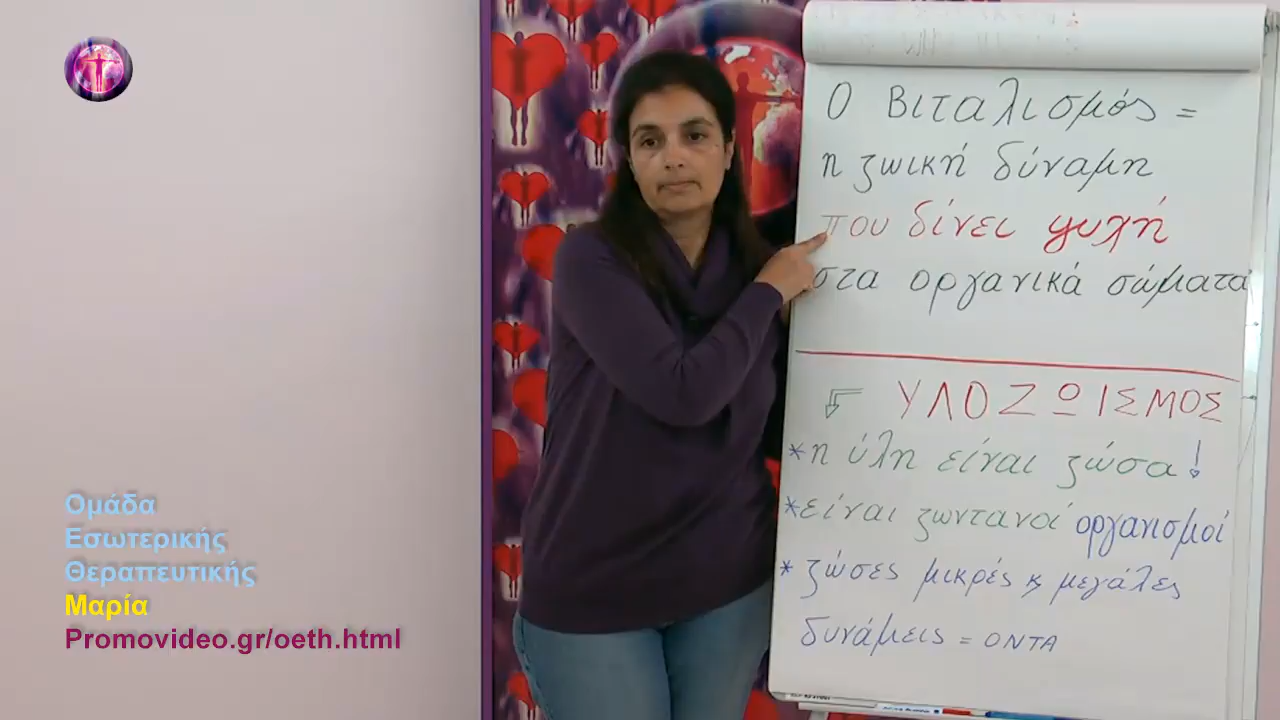 Ο Βιταλισμός =
η ζωική δύναμη
που δίνει ψυχή
στα οργανικά σώματα
ΥΛΟΖΩΙΣΜΟΣ
* η ύλη είναι ζώσα!
* είναι ζωντανοί οργανισμοί
* ζώσες μικρές ϗ μεγάλες
δυνάμεις = ΟΝΤΑ
Ομάδα
Εσωτερικής
Θεραπευτικής
Μαρία
Promovideo.gr/oeth.html